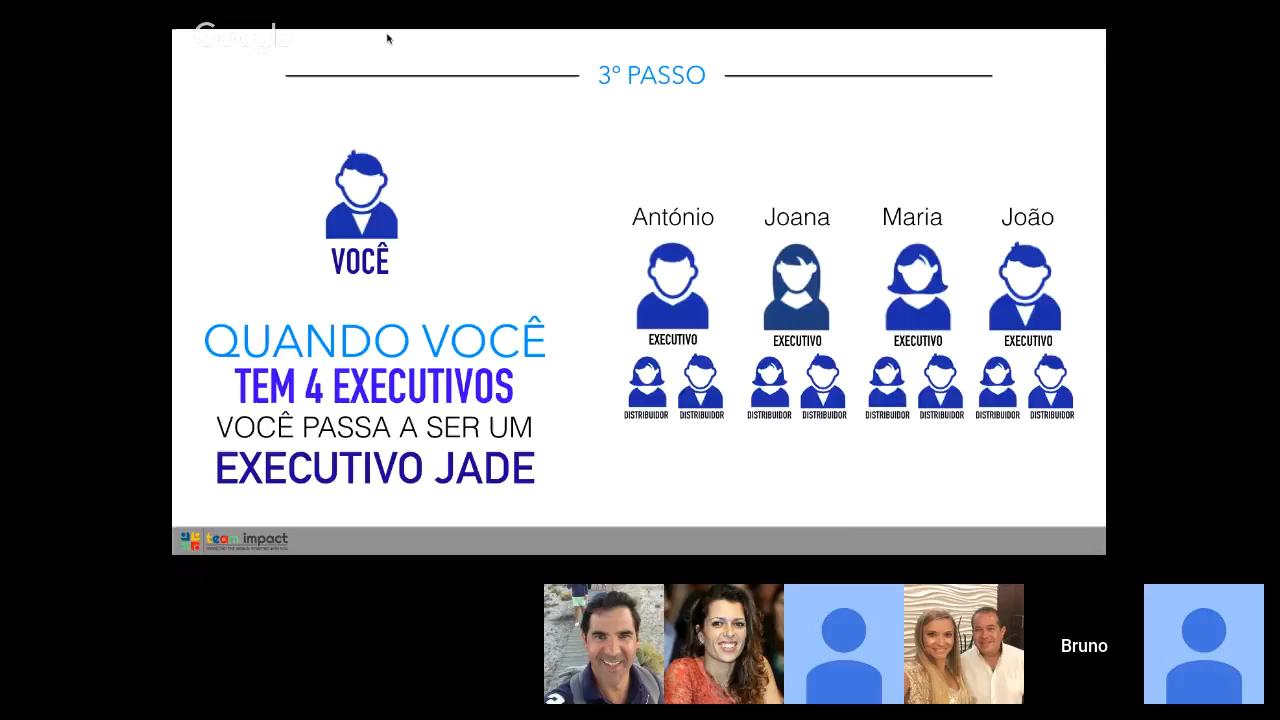 Google
3º PASSO
VOCÊ
QUANDO VOCÊ
TEM 4 EXECUTIVOS
VOCÊ PASSA A SER UM
EXECUTIVO JADE
António Joana Maria João
EXECUTIVO EXECUTIVO EXECUTIVO EXECUTIVO
DISTRIBUIDOR DISTRIBUIDOR DISTRIBUIDOR DISTRIBUIDOR DISTRIBUIDOR DISTRIBUIDOR DISTRIBUIDOR DISTRIBUIDOR
team impact
Bruno